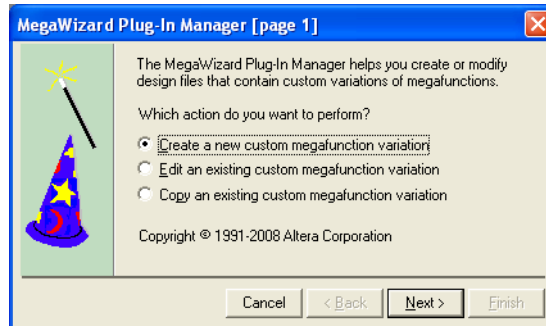 MegaWizard Plug-In Manager [page 1]
The MegaWizard Plug-In Manager helps you create or modify
design files that contain custom variations of megafunctions.
Which action do you want to perform?
Create a new custom megafunction variation
Edit an existing custom megafunction variation
Copy an existing custom megafunction variation
Copyright © 1991-2008 Altera Corporation
Cancel < Back Next > Finish